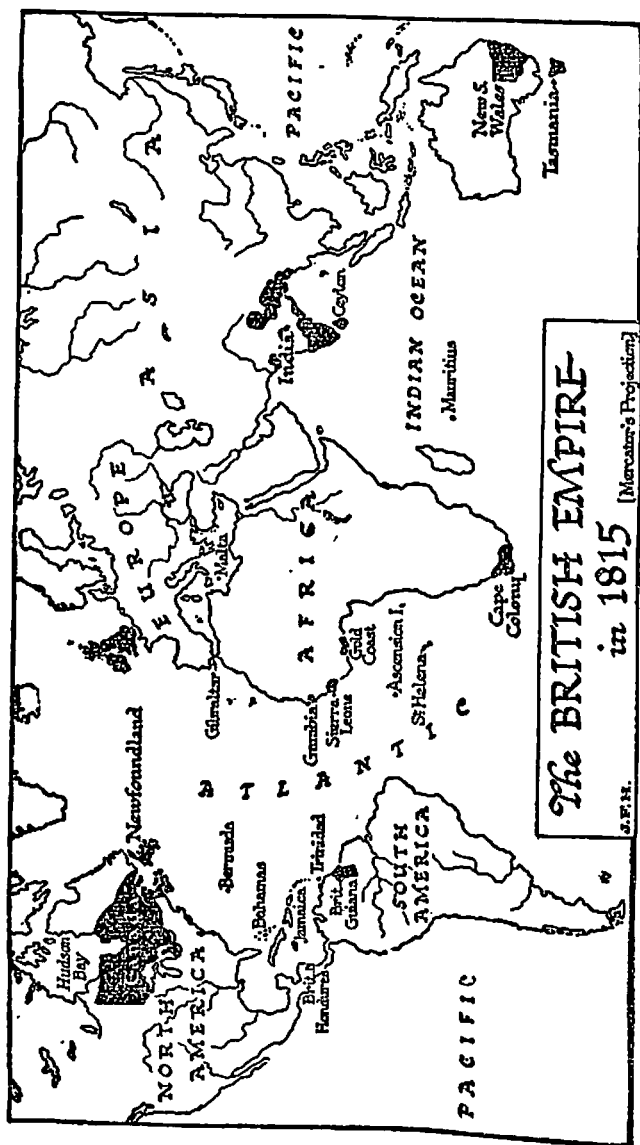 The BRITISH EMPIRE
in 1815
[Mercator's Projection]
J.F.H.
PACIFIC
NORTH
AMERICA
Hudson
Bay
Newfoundland
Bermuda
Bahamas
Jamaica
Trinidad
Brit.
Honduras
Brit.
Guiana
SOUTH
AMERICA
ATLANTIC
EUROPE
Gibraltar
Malta
AFRICA
Gambia
Sierra
Leone
Gold
Coast
Ascension I.
St Helena
Cape
Colony
ASIA
India
Ceylon
INDIAN OCEAN
Mauritius
PACIFIC
New S.
Wales
Tasmania